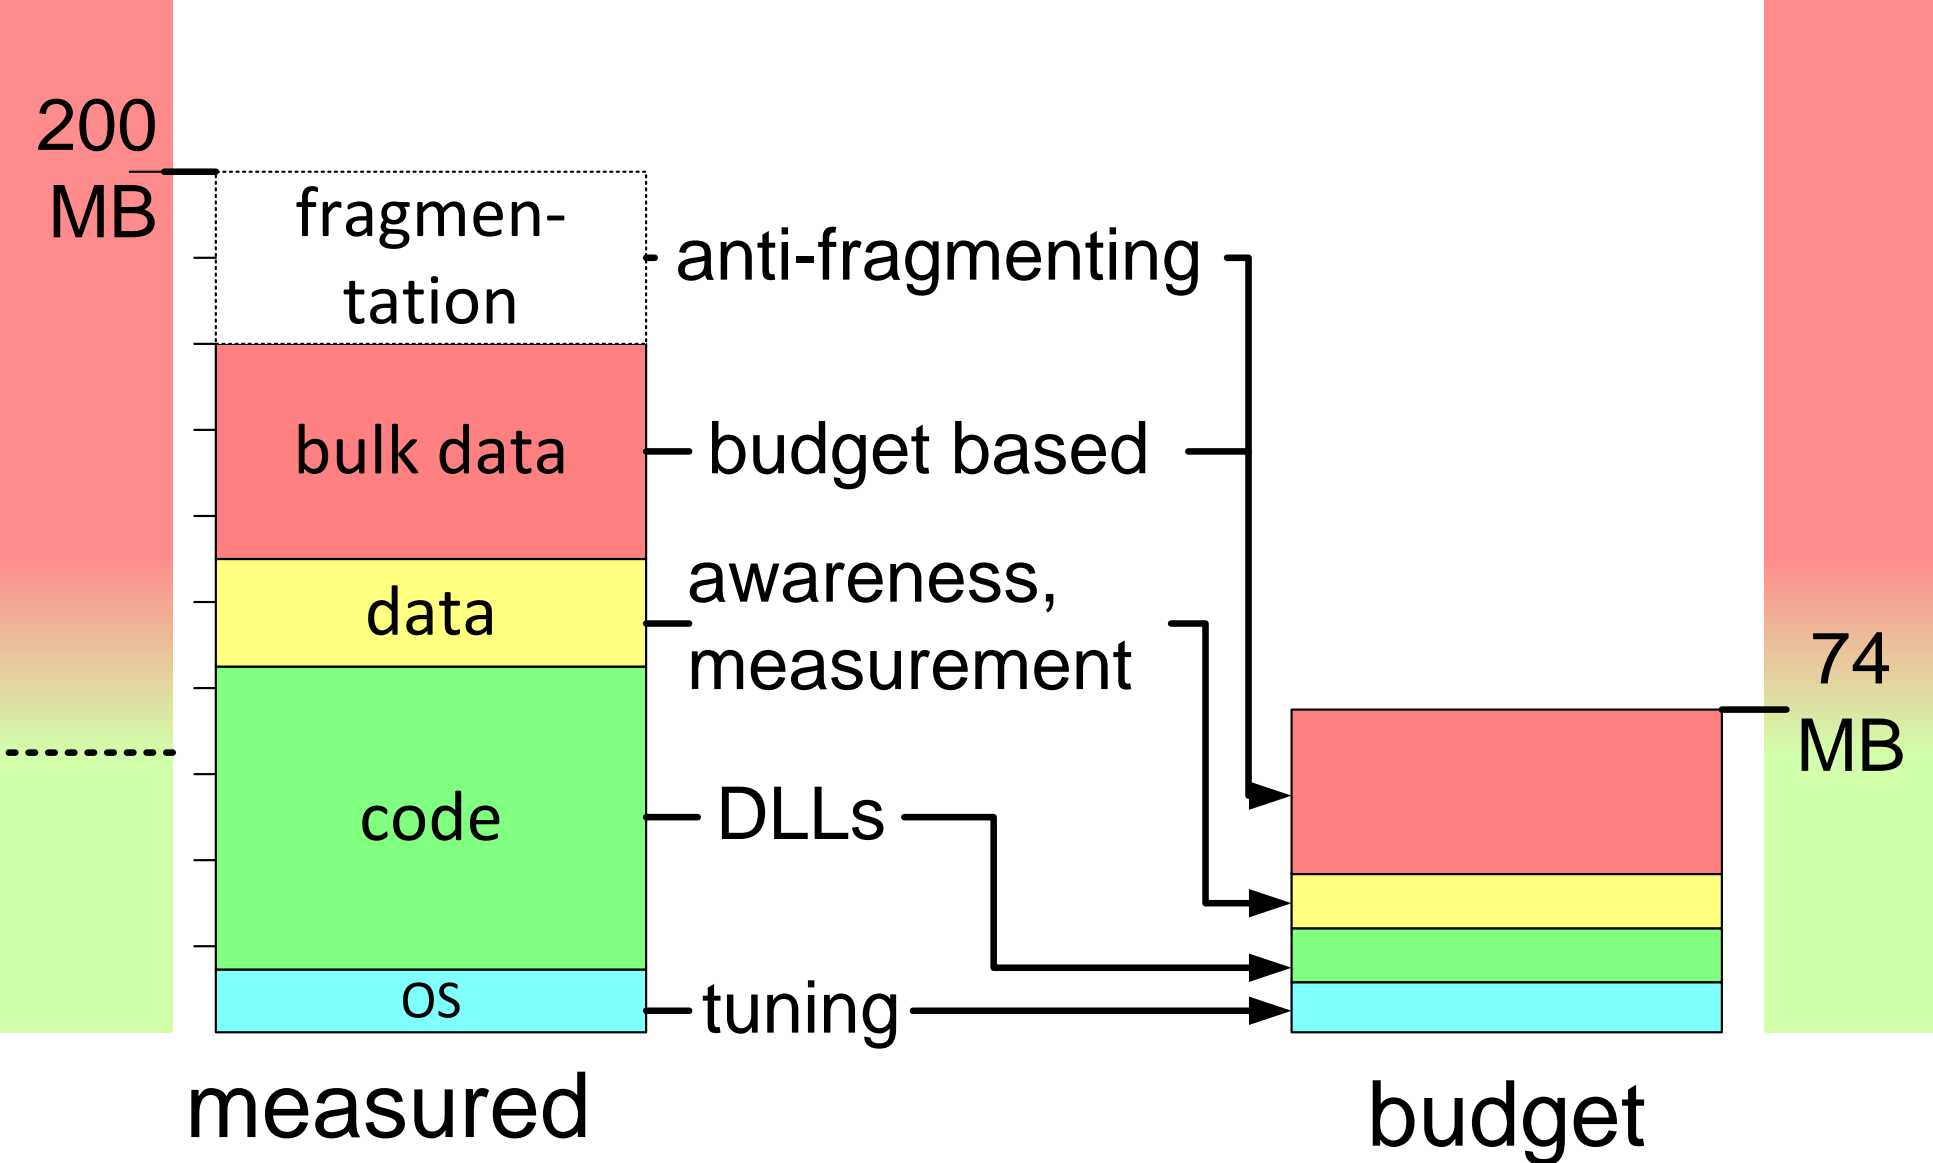 200
MB
fragmen-
tation
anti-fragmenting
bulk data
budget based
data
awareness,
measurement
74
MB
code
DLLs
OS
tuning
measured
budget